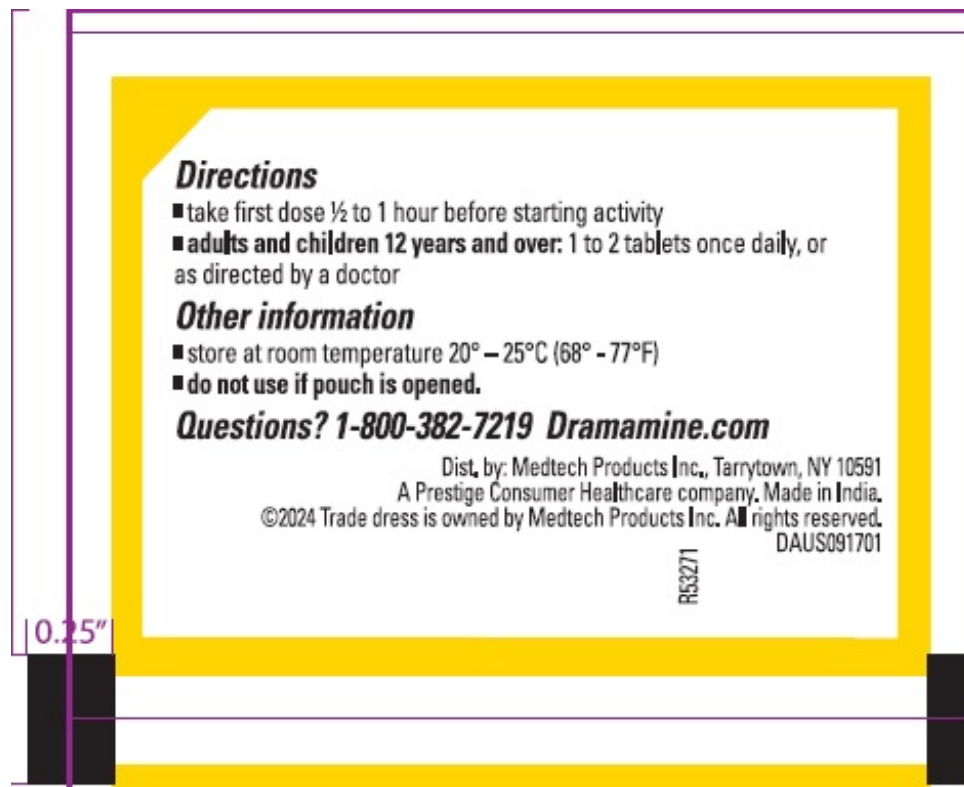 Directions
■ take first dose ½ to 1 hour before starting activity
■ adults and children 12 years and over: 1 to 2 tablets once daily, or
as directed by a doctor
Other information
■ store at room temperature 20° – 25°C (68° - 77°F)
■ do not use if pouch is opened.
Questions? 1-800-382-7219 Dramamine.com
Dist. by: Medtech Products Inc., Tarrytown, NY 10591
A Prestige Consumer Healthcare company. Made in India.
©2024 Trade dress is owned by Medtech Products Inc. All rights reserved.
DAUS091701
R53271
0.25"